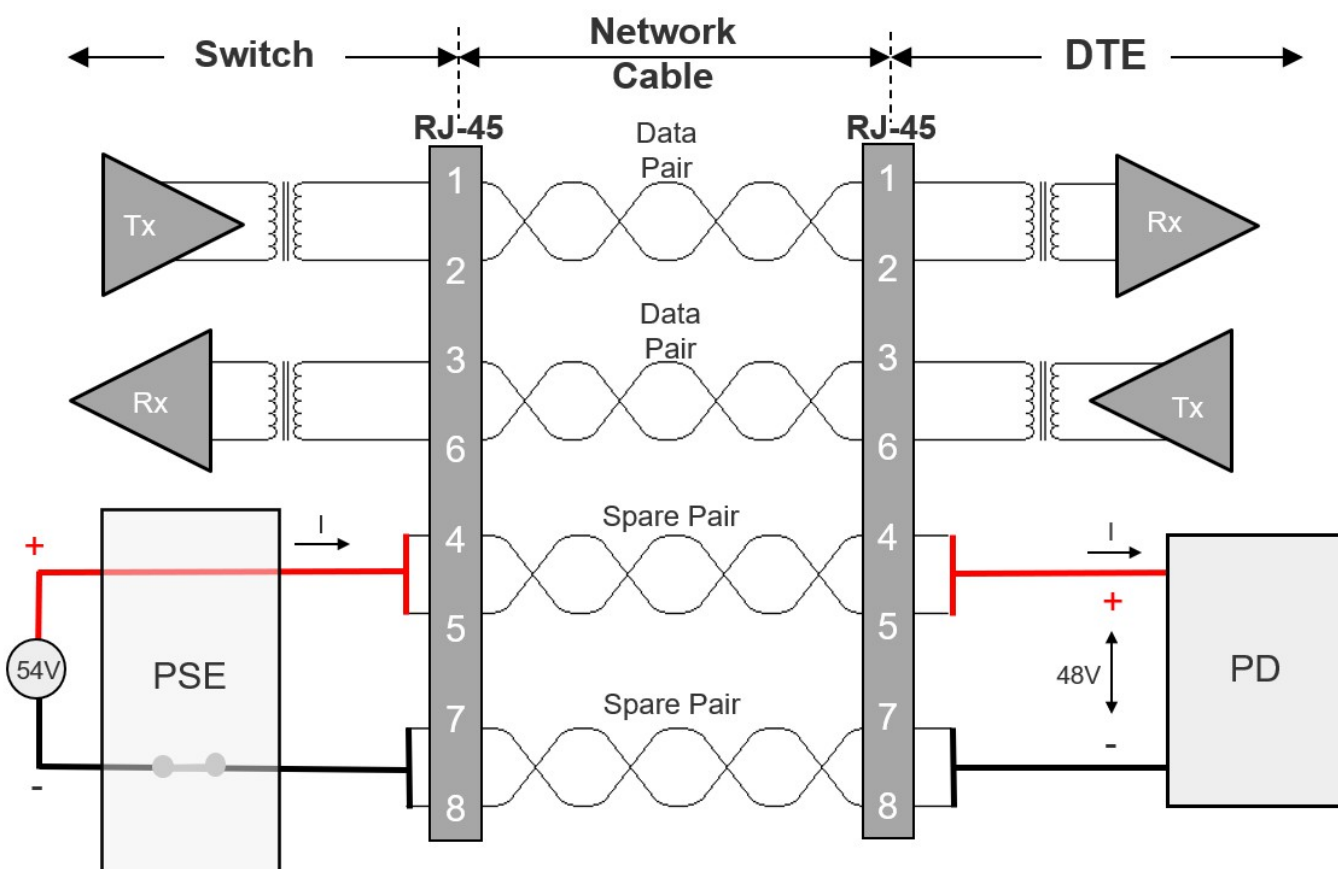 Switch
Network
Cable
DTE
RJ-45
Data
Pair
RJ-45
Tx
1
2
1
2
Rx
Data
Pair
Rx
3
6
3
6
Tx
Spare Pair
+
I
4
5
4
5
I
+
54V
PSE
48V
PD
Spare Pair
-
7
8
7
8
-